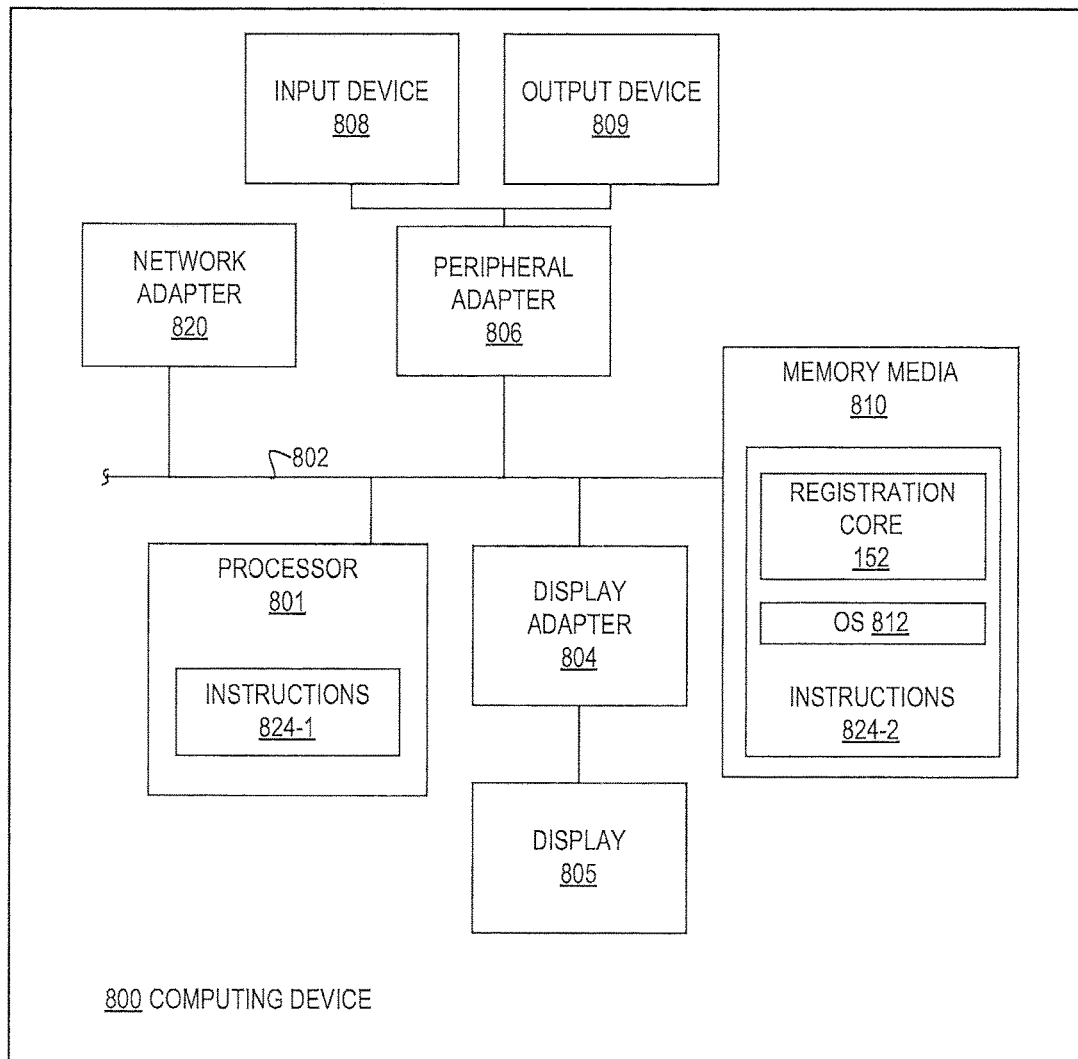 INPUT DEVICE
808
OUTPUT DEVICE
809
NETWORK
ADAPTER
820
PERIPHERAL
ADAPTER
806
MEMORY MEDIA
810
802
REGISTRATION
CORE
152
OS 812
INSTRUCTIONS
824-2
PROCESSOR
801
INSTRUCTIONS
824-1
DISPLAY
ADAPTER
804
DISPLAY
805
800 COMPUTING DEVICE